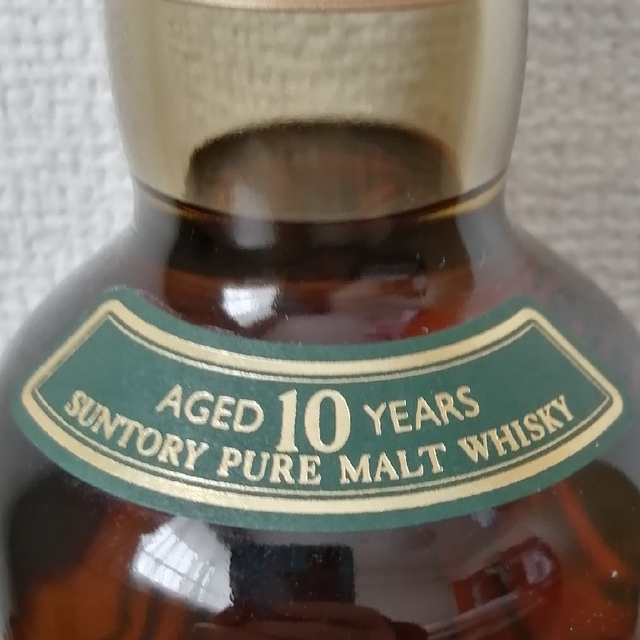 AGED 10 YEARS
SUNTORY PURE MALT WHISKY